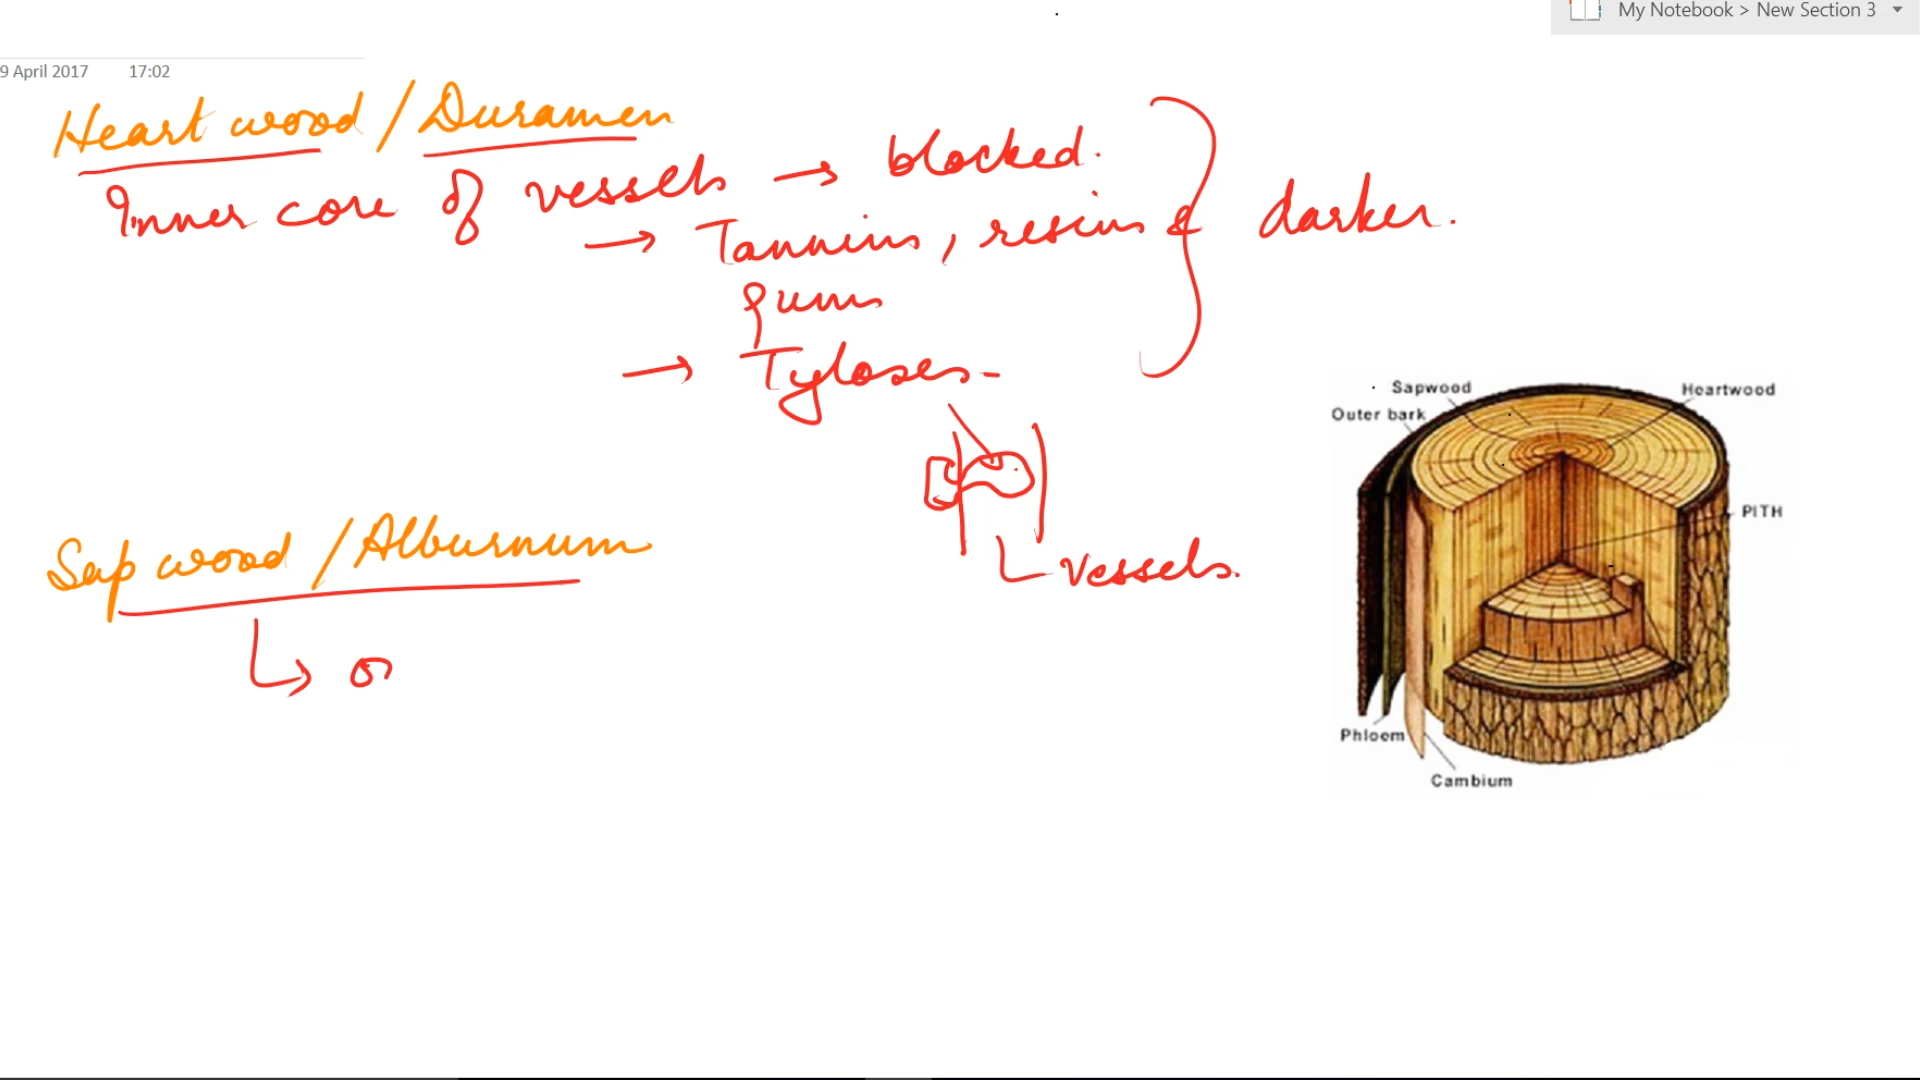 My Notebook > New Section 3
9 April 2017 17:02
Heart wood / Duramen
Inner core of vessels → blocked.
→ Tannins, resins &
gums
→ Tyloses -
darker.
vessels.
Sap wood / Alburnum
Sapwood
Heartwood
Outer bark
PITH
Phloem
Cambium